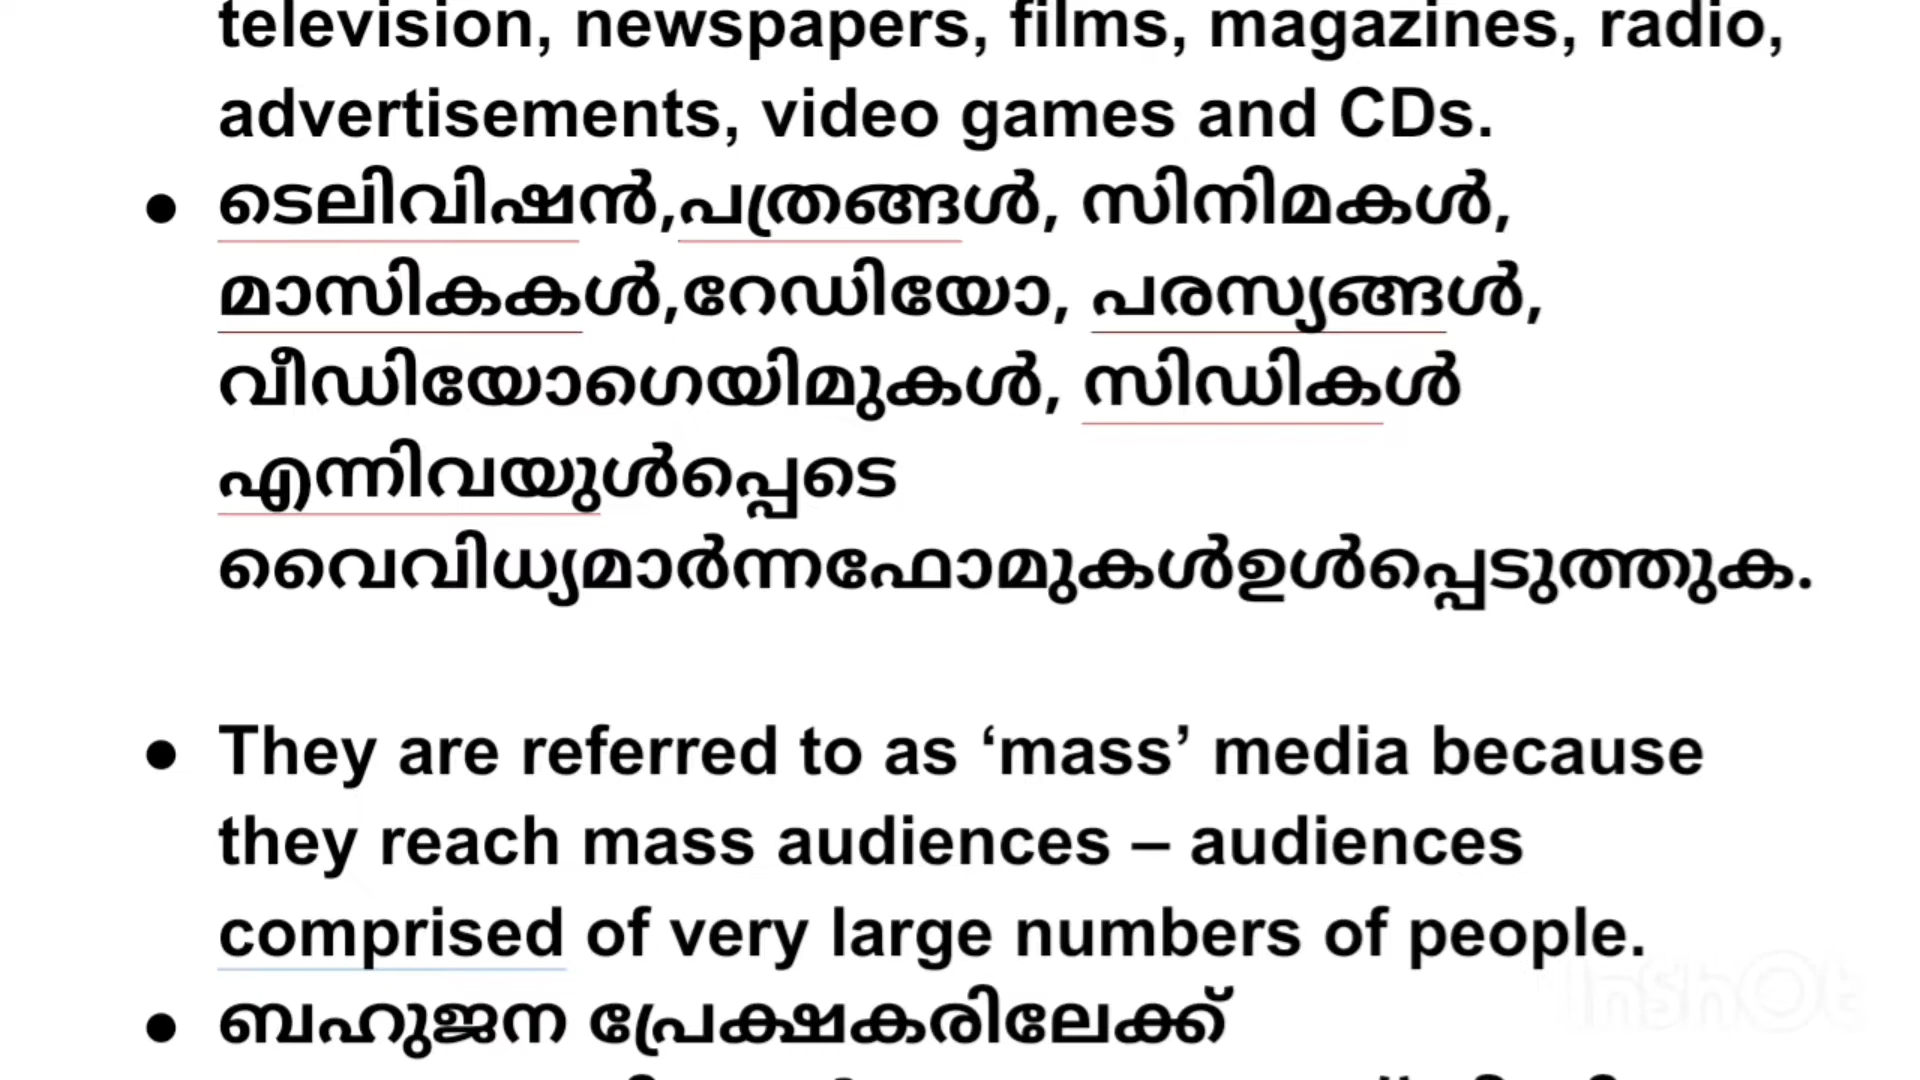 television, newspapers, films, magazines, radio,
advertisements, video games and CDs.
● ടെലിവിഷൻ,പത്രങ്ങൾ, സിനിമകൾ,
മാസികകൾ,റേഡിയോ, പരസ്യങ്ങൾ,
വീഡിയോഗെയിമുകൾ, സിഡികൾ
എന്നിവയുൾപ്പെടെ
വൈവിധ്യമാർന്നഫോമുകൾഉൾപ്പെടുത്തുക.
● They are referred to as ‘mass’ media because
they reach mass audiences – audiences
comprised of very large numbers of people.
● ബഹുജന പ്രേക്ഷകരിലേക്ക്
InShOt